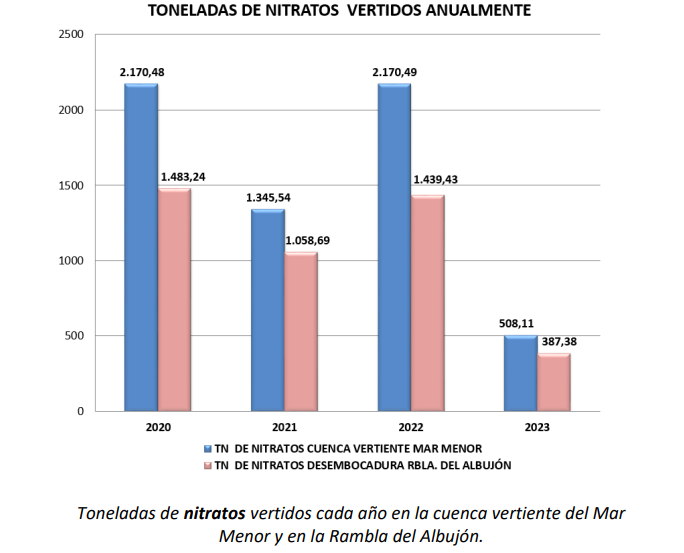 TONELADAS DE NITRATOS VERTIDOS ANUALMENTE
2500
2.170,48
2.170,49
2000
1.483,24
1.439,43
1500
1.345,54
1.058,69
1000
508,11
387,38
500
0
2020 2021 2022 2023
TN DE NITRATOS CUENCA VERTIENTE MAR MENOR
TN DE NITRATOS DESEMBOCADURA RBLA. DEL ALBUJÓN
Toneladas de nitratos vertidos cada año en la cuenca vertiente del Mar
Menor y en la Rambla del Albujón.